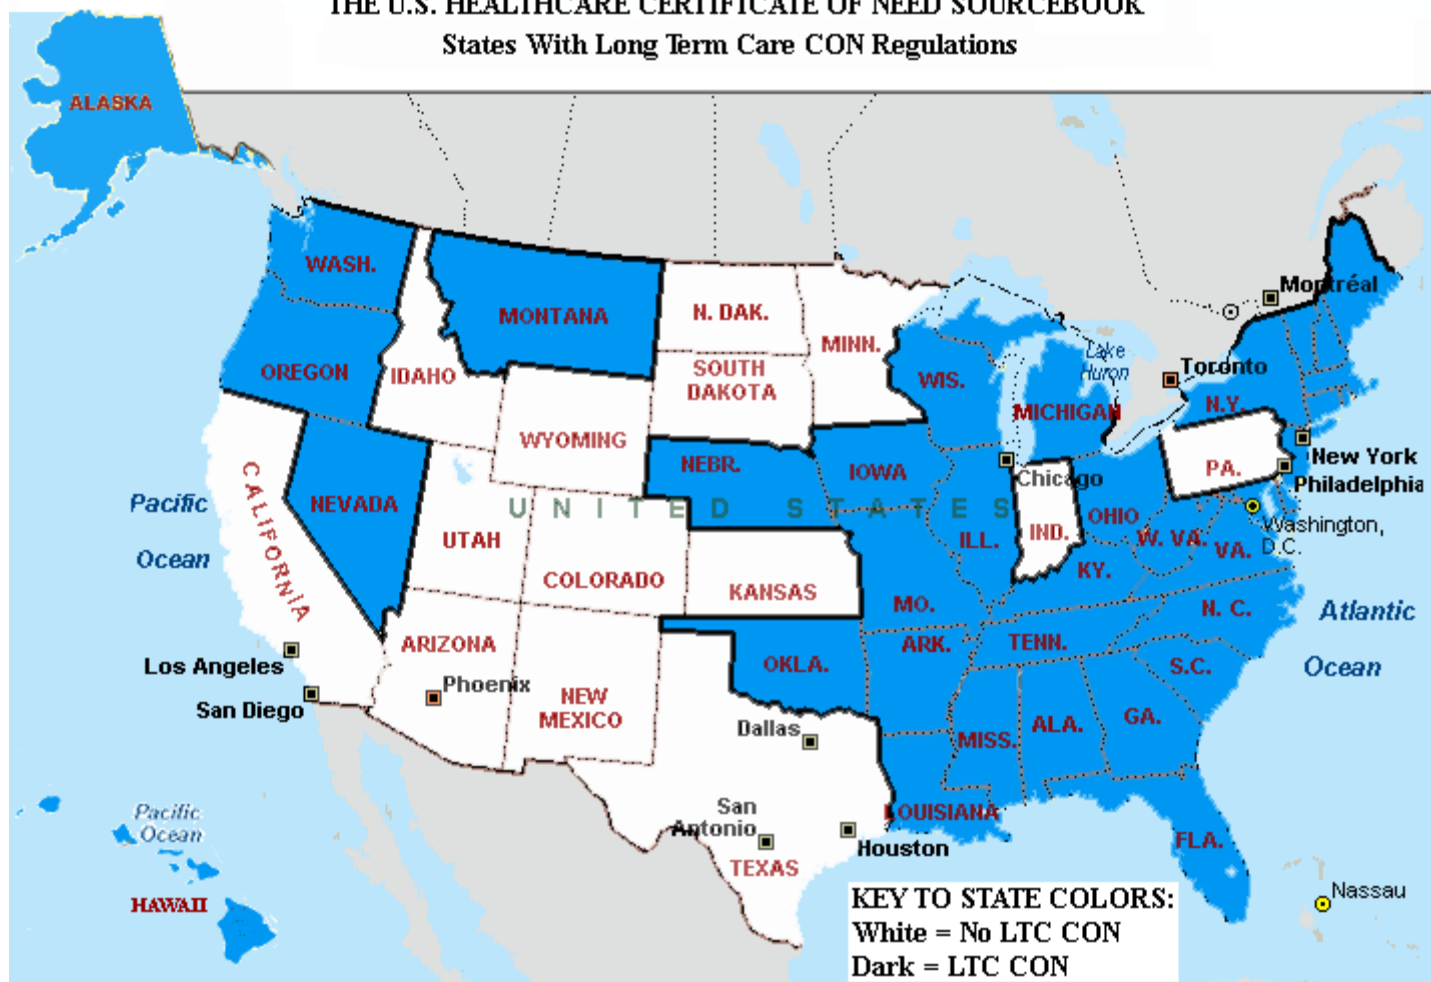 THE U.S. HEALTHCARE CERTIFICATE OF NEED SOURCEBOOK
States With Long Term Care CON Regulations
ALASKA
WASH.
MONTANA
N. DAK.
MINN.
Montréal
OREGON
IDAHO
SOUTH
DAKOTA
WIS.
Lake
Huron
Toronto
MICHIGAN
N.Y.
WYOMING
NEBR.
IOWA
Chicago
PA.
New York
Philadelphia
CALIFORNIA
Pacific
Ocean
NEVADA
UNITED STATES
UTAH
COLORADO
KANSAS
ILL.
IND.
OHIO
W. VA.
VA.
Washington,
D.C.
KY.
MO.
N. C.
Atlantic
Ocean
ARIZONA
OKLA.
ARK.
TENN.
S.C.
Los Angeles
San Diego
Phoenix
NEW
MEXICO
Dallas
MISS.
ALA.
GA.
San
Antonio
TEXAS
Houston
LOUISIANA
FLA.
Pacific
Ocean
HAWAII
Nassau
KEY TO STATE COLORS:
White = No LTC CON
Dark = LTC CON